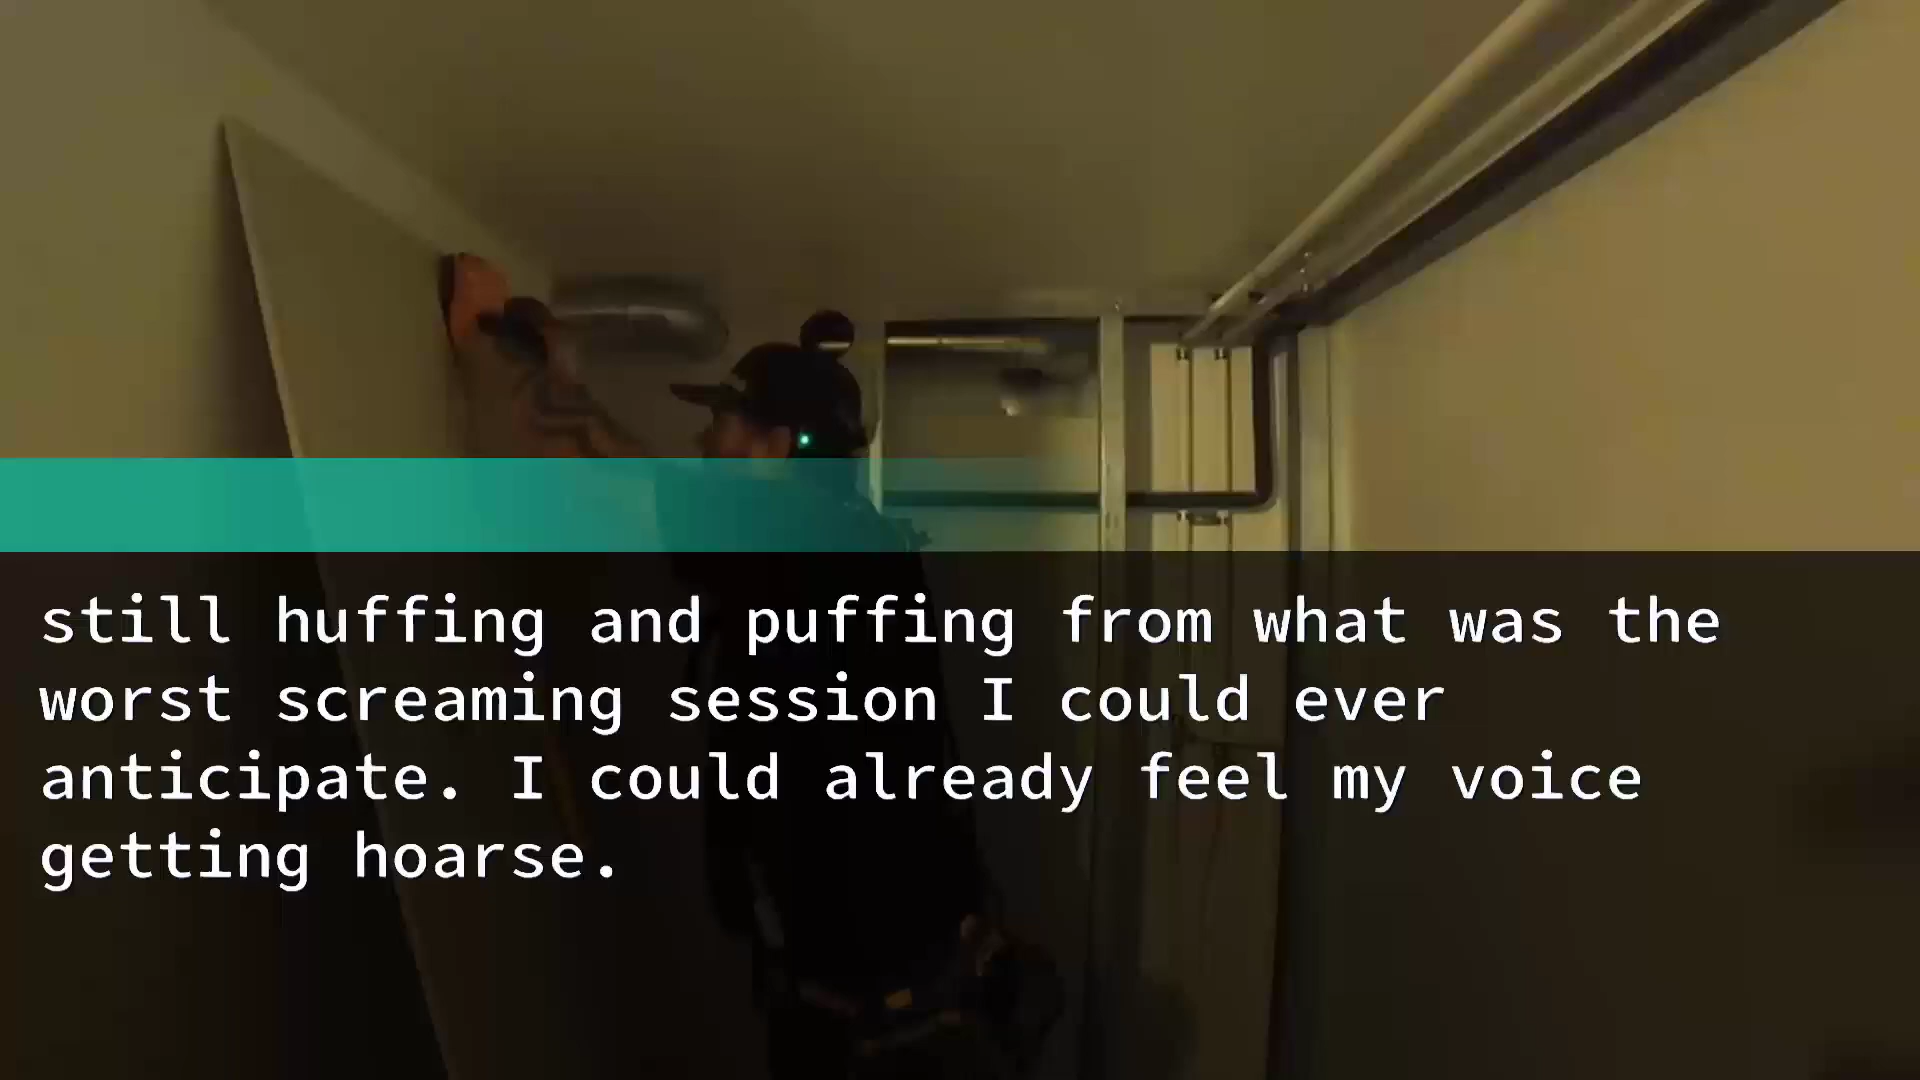 still huffing and puffing from what was the
worst screaming session I could ever
anticipate. I could already feel my voice
getting hoarse.